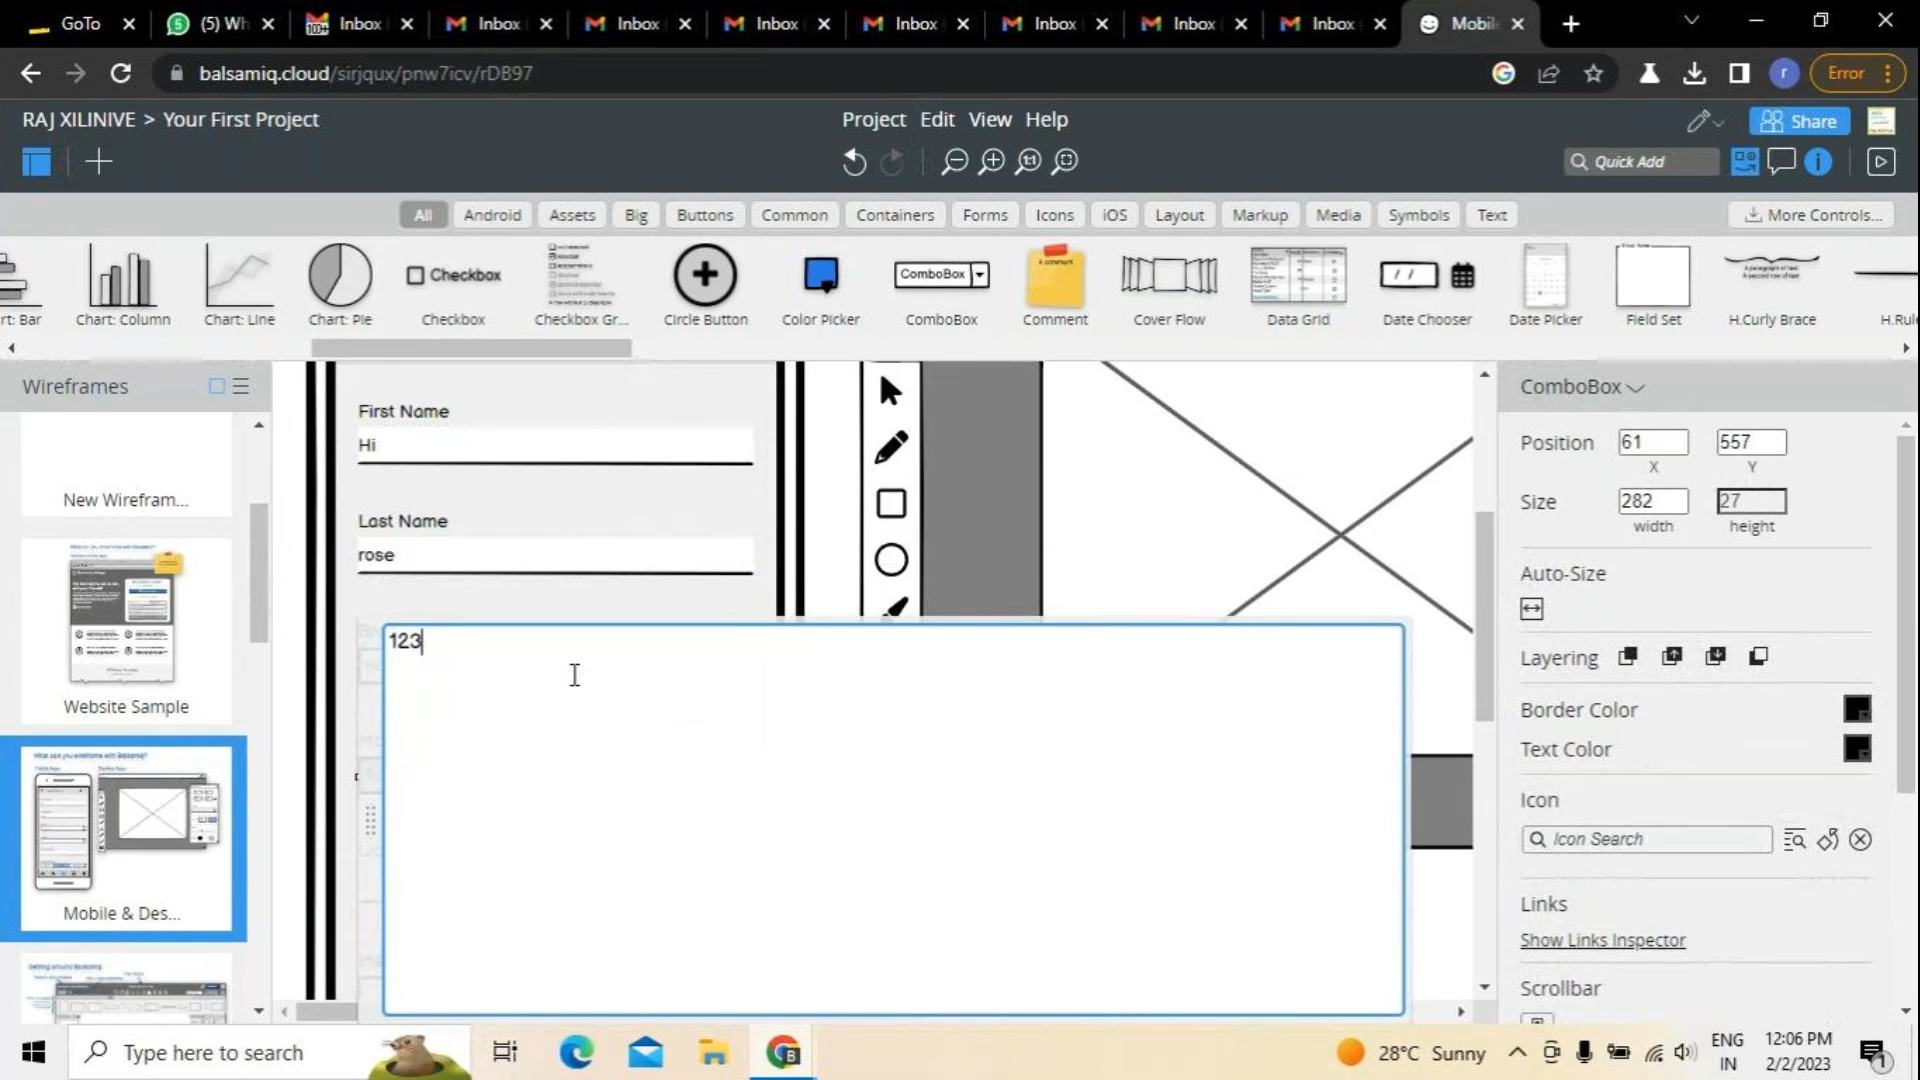 GoTo
(5) Wh
Inbox
Inbox
Inbox
Inbox
Inbox
Inbox
Inbox
Inbox
Mobile
balsamiq.cloud/sirjqux/pnw7icv/rDB97
r
Error
RAJ XILINIVE > Your First Project
Project Edit View Help
Share
1:1
Quick Add
All Android Assets Big Buttons Common Containers Forms Icons iOS Layout Markup Media Symbols Text
More Controls...
Checkbox
ComboBox
A comment
rt: Bar
Chart: Column
Chart: Line
Chart: Pie
Checkbox
Checkbox Gr...
Circle Button
Color Picker
ComboBox
Comment
Cover Flow
Data Grid
Date Chooser
Date Picker
Field Set
H.Curly Brace
H.Rul
Wireframes
New Wirefram...
Website Sample
Mobile & Des...
First Name
Hi
Last Name
rose
123
ComboBox
Position 61 557
X Y
Size 282 27
width height
Auto-Size
Layering
Border Color
Text Color
Icon
Icon Search
Links
Show Links Inspector
Scrollbar
Type here to search
28°C Sunny
ENG
IN
12:06 PM
2/2/2023
1